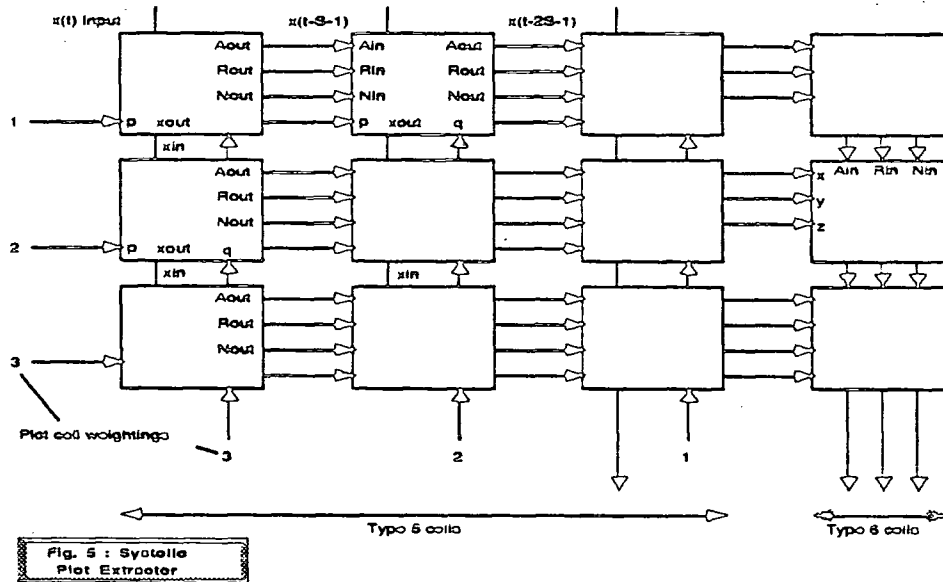 x(t) Input x(t-S-1) x(t-2S-1)
Aout Ain Aout
Rout Rin Rout
Nout Nin Nout
1 p xout p xout q
xin
Aout x Ain Rin Nin
Rout y
Nout z
2 p xout q
xin xin
Aout
Rout
Nout
3
Plot cell weightings
3 2 1
Type 5 cells Type 6 cells
Fig. 5 : Systolic
Plot Extractor